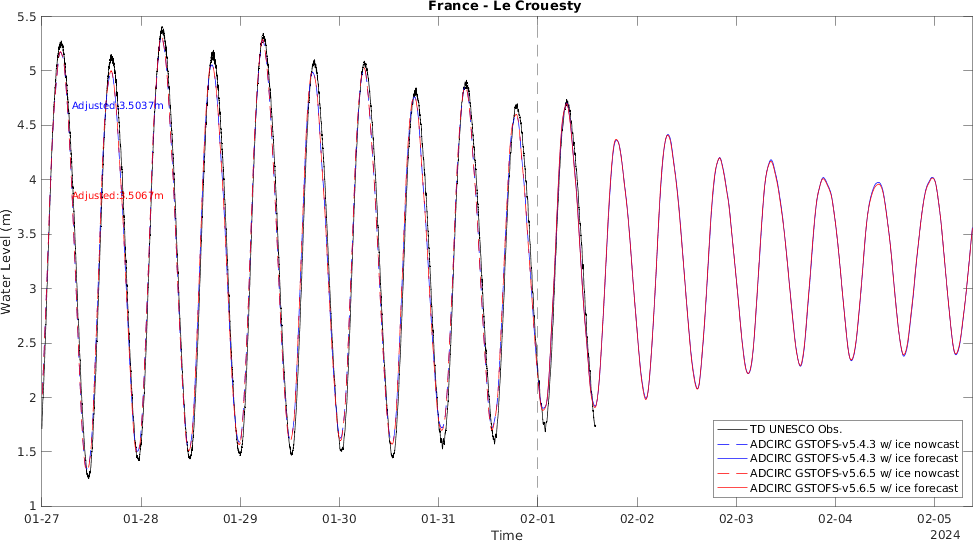 France - Le Crouesty
5.5
5
4.5
4
3.5
3
2.5
2
1.5
1
Water Level (m)
Adjusted:3.5037m
Adjusted:3.5067m
TD UNESCO Obs.
ADCIRC GSTOFS-v5.4.3 w/ ice nowcast
ADCIRC GSTOFS-v5.4.3 w/ ice forecast
ADCIRC GSTOFS-v5.6.5 w/ ice nowcast
ADCIRC GSTOFS-v5.6.5 w/ ice forecast
01-27 01-28 01-29 01-30 01-31 02-01 02-02 02-03 02-04 02-05
Time
2024